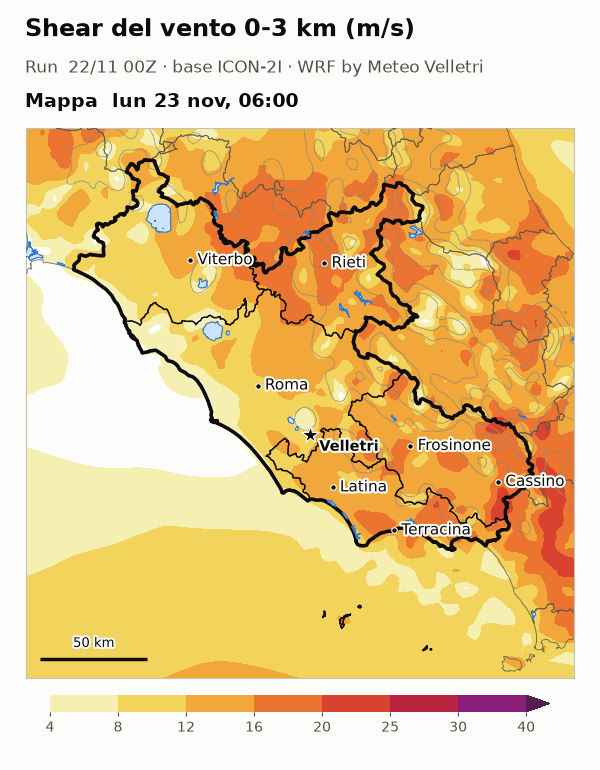 Shear del vento 0-3 km (m/s)
Run  22/11 00Z · base ICON-2I · WRF by Meteo Velletri
Mappa  lun 23 nov, 06:00
Viterbo
Rieti
Roma
Velletri
Frosinone
Cassino
Latina
Terracina
50 km
4 8 12 16 20 25 30 40